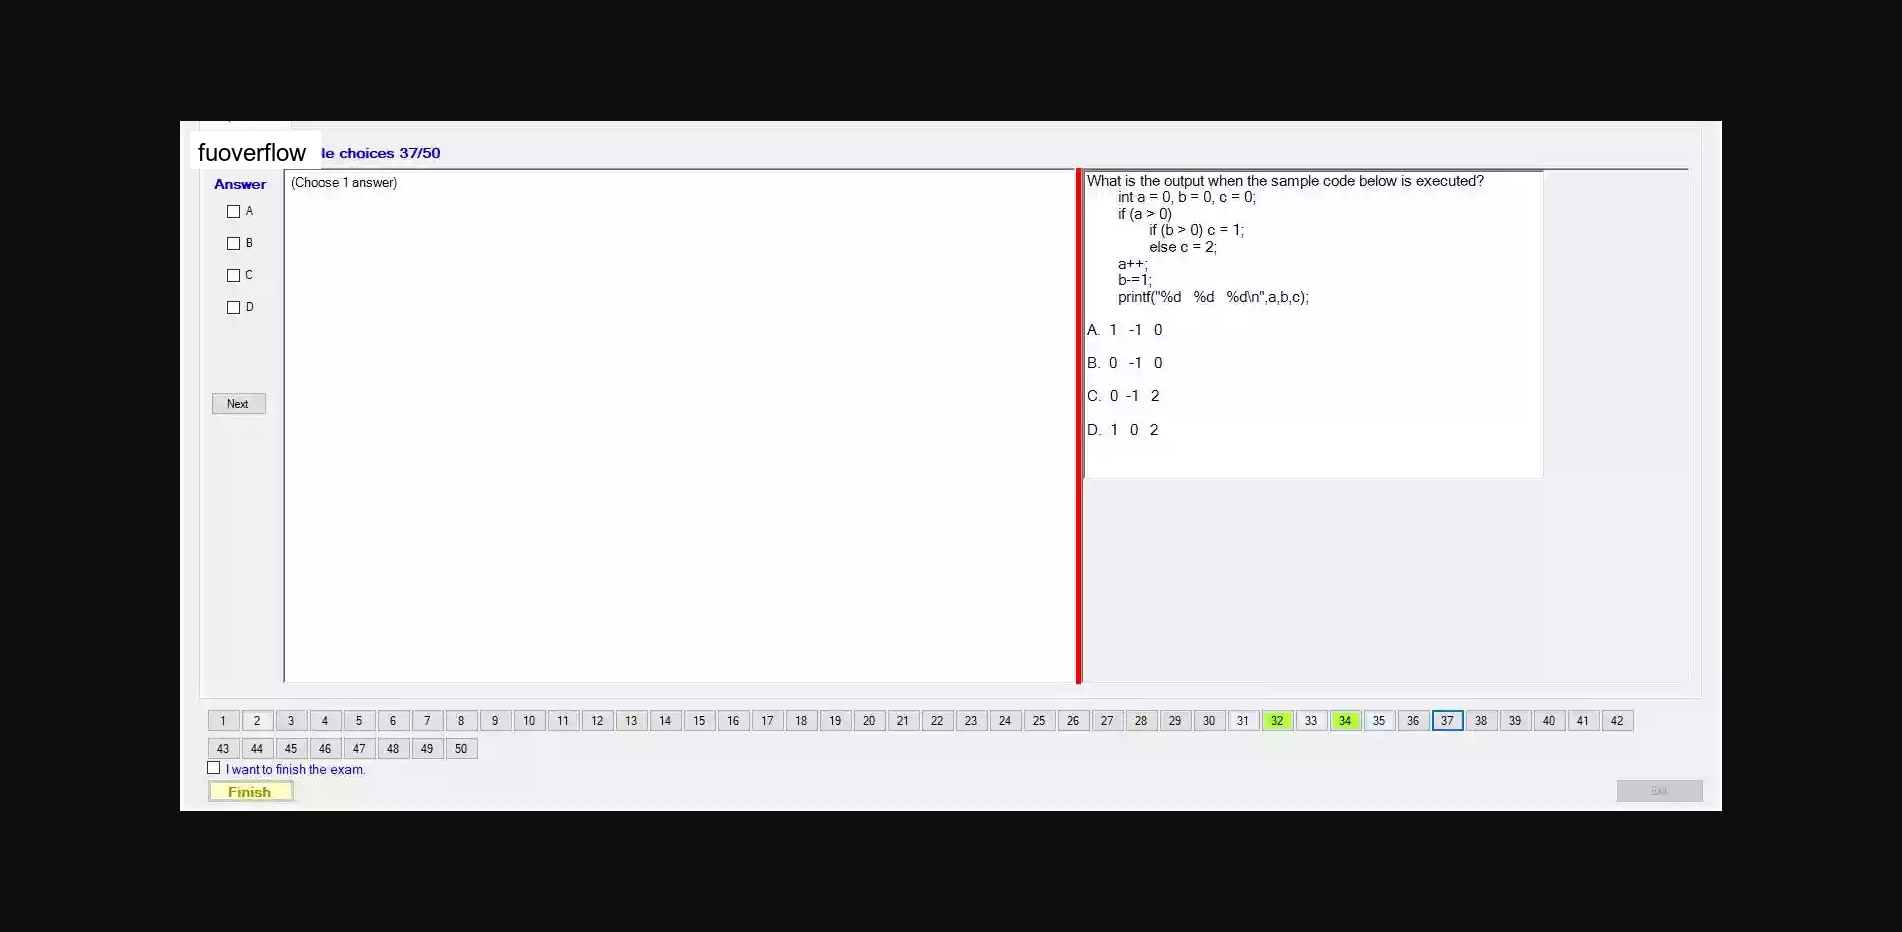 fuoverflow
le choices 37/50
Answer
(Choose 1 answer)
A
B
C
D
Next
What is the output when the sample code below is executed?
int a = 0, b = 0, c = 0;
if (a > 0)
if (b > 0) c = 1;
else c = 2;
a++;
b-=1;
printf("%d %d %d\n",a,b,c);
A. 1 -1 0
B. 0 -1 0
C. 0 -1 2
D. 1 0 2
1 2 3 4 5 6 7 8 9 10 11 12 13 14 15 16 17 18 19 20 21 22 23 24 25 26 27 28 29 30 31 32 33 34 35 36 37 38 39 40 41 42
43 44 45 46 47 48 49 50
I want to finish the exam.
Finish
Exit